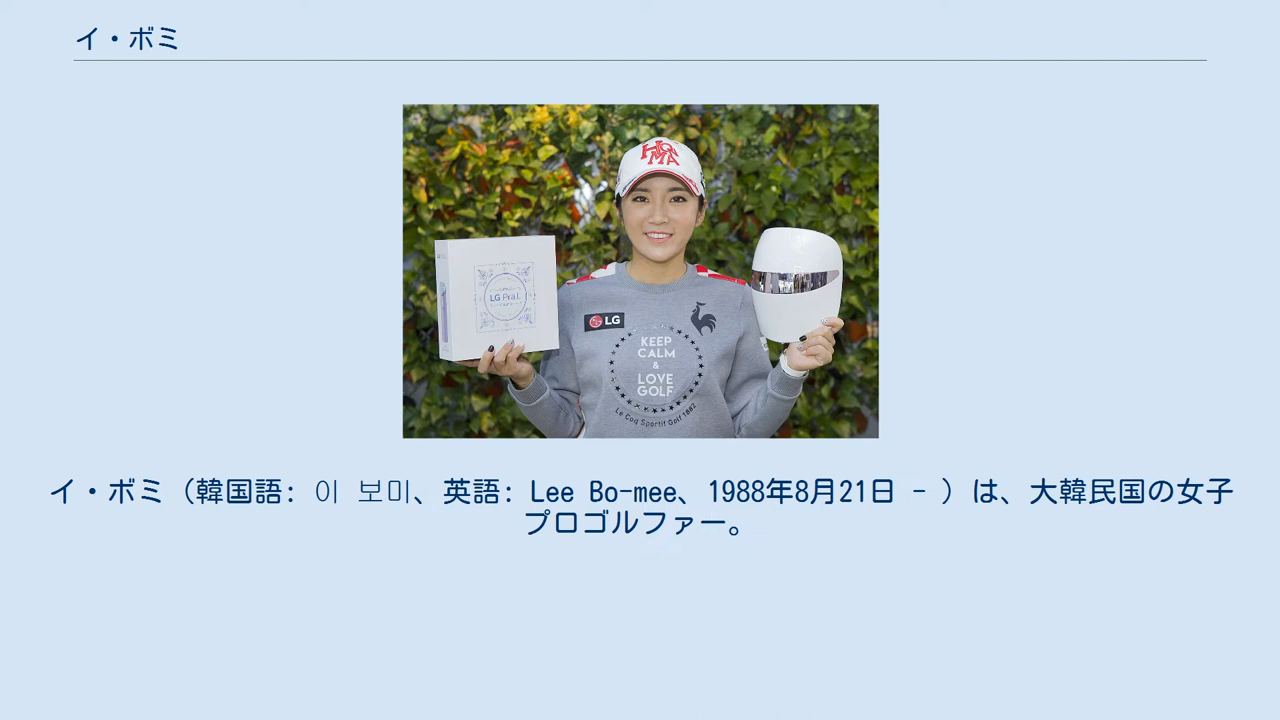 イ・ボミ
HONMA
LG Pra.L
LG
KEEP
CALM
&
LOVE
GOLF
Le Coq Sportif Golf 1882
イ・ボミ（韓国語: 이 보미、英語: Lee Bo-mee、1988年8月21日 - ）は、大韓民国の女子
プロゴルファー。